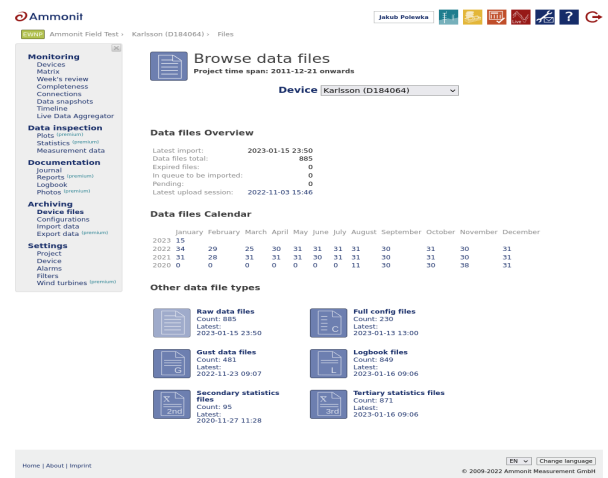 Ammonit
Jakub Polewka
Live
?
EWNP Ammonit Field Test › Karlsson (D184064) › Files
Monitoring
Devices
Matrix
Week's review
Completeness
Connections
Data snapshots
Timeline
Live Data Aggregator
Data inspection
Plots (premium)
Statistics (premium)
Measurement data
Documentation
Journal
Reports (premium)
Logbook
Photos (premium)
Archiving
Device files
Configurations
Import data
Export data (premium)
Settings
Project
Device
Alarms
Filters
Wind turbines (premium)
Browse data files
Project time span: 2011-12-21 onwards
Device Karlsson (D184064)
Data files Overview
Latest import: 2023-01-15 23:50
Data files total: 885
Expired files: 0
In queue to be imported: 0
Pending: 0
Latest upload session: 2022-11-03 15:46
Data files Calendar
January February March April May June July August September October November December
2023 15
2022 34 29 25 30 31 31 31 31 30 31 30 31
2021 31 28 31 31 31 30 31 31 30 31 30 31
2020 0 0 0 0 0 0 0 11 30 30 38 31
Other data file types
Raw data files
Count: 885
Latest:
2023-01-15 23:50
C
Full config files
Count: 230
Latest:
2023-01-13 13:00
G
Gust data files
Count: 481
Latest:
2022-11-23 09:07
L
Logbook files
Count: 849
Latest:
2023-01-16 09:06
X
2nd
Secondary statistics
files
Count: 95
Latest:
2020-11-27 11:28
X
3rd
Tertiary statistics files
Count: 871
Latest:
2023-01-16 09:06
Home | About | Imprint
EN Change language
© 2009-2022 Ammonit Measurement GmbH